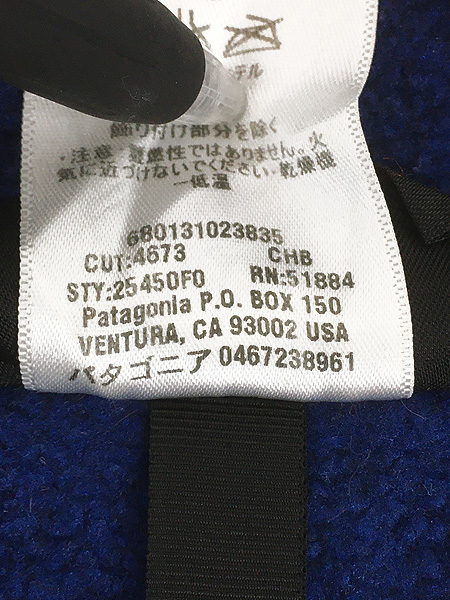 テル
飾り付け部分を除く
・注意 難燃性ではありません。火
気に近づけないでください。乾燥機
一低温
680131023835
CUT:4673 CHB
STY:25450F0 RN:51884
Patagonia P.O. BOX 150
VENTURA, CA 93002 USA
パタゴニア 0467238961